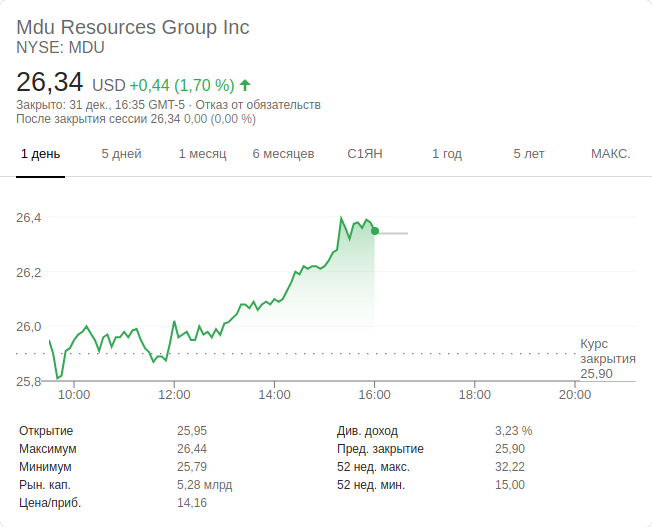 Mdu Resources Group Inc
NYSE: MDU
26,34 USD +0,44 (1,70 %)
Закрыто: 31 дек., 16:35 GMT-5 · Отказ от обязательств
После закрытия сессии 26,34 0,00 (0,00 %)
1 день 5 дней 1 месяц 6 месяцев С1ЯН 1 год 5 лет МАКС.
26,4
26,2
26,0
25,8
Курс
закрытия
25,90
10:00 12:00 14:00 16:00 18:00 20:00
Открытие 25,95 Див. доход 3,23 %
Максимум 26,44 Пред. закрытие 25,90
Минимум 25,79 52 нед. макс. 32,22
Рын. кап. 5,28 млрд 52 нед. мин. 15,00
Цена/приб. 14,16